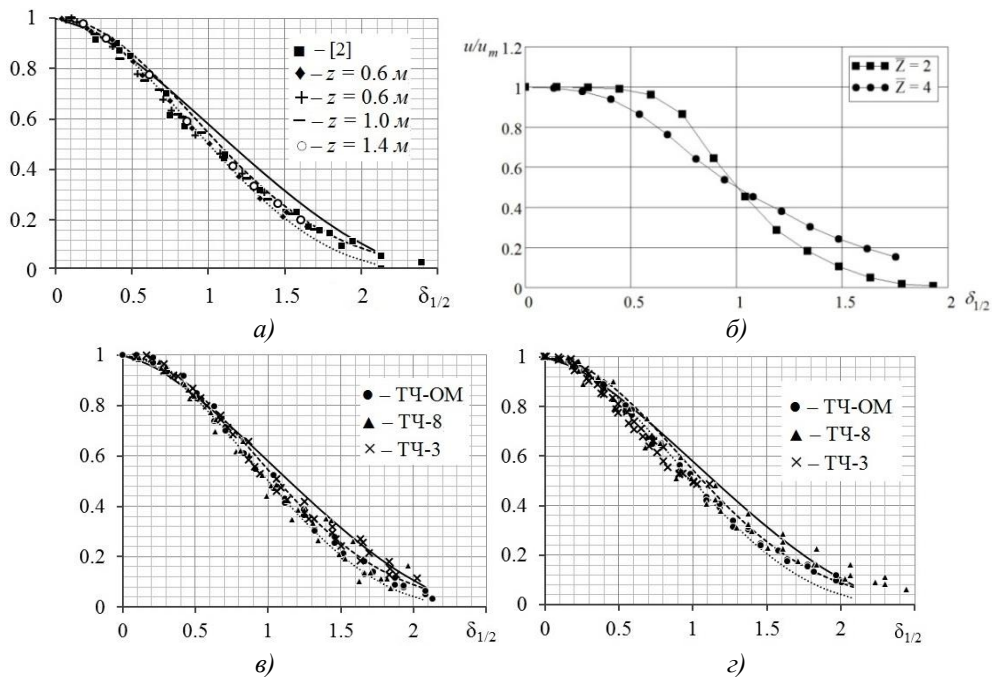 1
0.8
0.6
0.4
0.2
0
0 0.5 1 1.5 2 2.5
δ1/2
■ – [2]
♦ – z = 0.6 м
+ – z = 0.6 м
– – z = 1.0 м
○ – z = 1.4 м
а)
u/um
1.2
1
0.8
0.6
0.4
0.2
0
0.5 1 1.5 2
δ1/2
Z̅ = 2
Z̅ = 4
б)
1
0.8
0.6
0.4
0.2
0
0 0.5 1 1.5 2
δ1/2
● – ТЧ-ОМ
▲ – ТЧ-8
× – ТЧ-3
в)
1
0.8
0.6
0.4
0.2
0
0 0.5 1 1.5 2
δ1/2
● – ТЧ-ОМ
▲ – ТЧ-8
× – ТЧ-3
г)